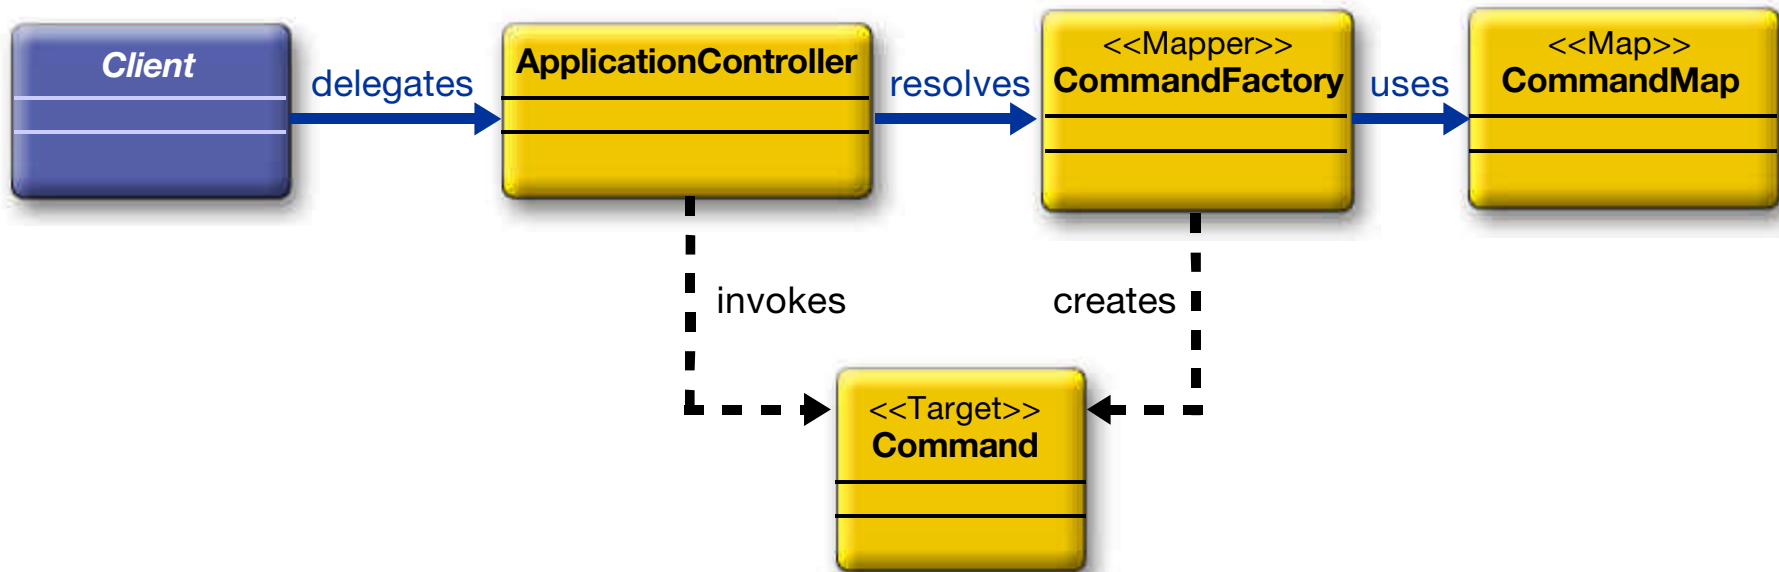 Client
delegates
ApplicationController
resolves
<<Mapper>>
CommandFactory
uses
<<Map>>
CommandMap
invokes
creates
<<Target>>
Command